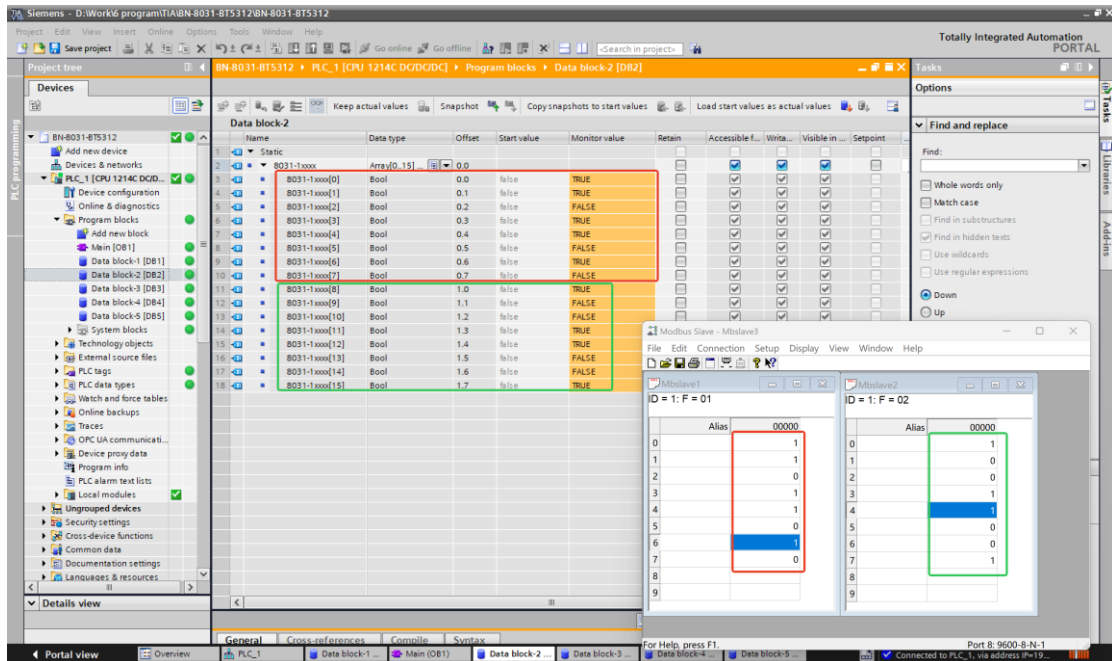 Siemens - D:\Work\6 program\TIA\BN-8031-BT5312\BN-8031-BT5312
Project Edit View Insert Online Options Tools Window Help
Totally Integrated Automation
PORTAL
Save project Go online Go offline <Search in project>
Project tree
BN-8031-BT5312 PLC_1 [CPU 1214C DC/DC/DC] Program blocks Data block-2 [DB2]
Tasks
Devices
Options
Keep actual values Snapshot Copy snapshots to start values Load start values as actual values
Data block-2
Find and replace
Name Data type Offset Start value Monitor value Retain Accessible f... Writa... Visible in ... Setpoint
1 Static
2 8031-1xxxx Array[0..15] ... 0.0
3 8031-1xxxx[0] Bool 0.0 false TRUE
4 8031-1xxxx[1] Bool 0.1 false TRUE
5 8031-1xxxx[2] Bool 0.2 false FALSE
6 8031-1xxxx[3] Bool 0.3 false TRUE
7 8031-1xxxx[4] Bool 0.4 false TRUE
8 8031-1xxxx[5] Bool 0.5 false FALSE
9 8031-1xxxx[6] Bool 0.6 false TRUE
10 8031-1xxxx[7] Bool 0.7 false FALSE
11 8031-1xxxx[8] Bool 1.0 false TRUE
12 8031-1xxxx[9] Bool 1.1 false FALSE
13 8031-1xxxx[10] Bool 1.2 false FALSE
14 8031-1xxxx[11] Bool 1.3 false TRUE
15 8031-1xxxx[12] Bool 1.4 false TRUE
16 8031-1xxxx[13] Bool 1.5 false FALSE
17 8031-1xxxx[14] Bool 1.6 false FALSE
18 8031-1xxxx[15] Bool 1.7 false TRUE
PLC programming
BN-8031-BT5312
Add new device
Devices & networks
PLC_1 [CPU 1214C DC/D...
Device configuration
Online & diagnostics
Program blocks
Add new block
Main [OB1]
Data block-1 [DB1]
Data block-2 [DB2]
Data block-3 [DB3]
Data block-4 [DB4]
Data block-5 [DB5]
System blocks
Technology objects
External source files
PLC tags
PLC data types
Watch and force tables
Online backups
Traces
OPC UA communicati...
Device proxy data
Program info
PLC alarm text lists
Local modules
Ungrouped devices
Security settings
Cross-device functions
Common data
Documentation settings
Languages & resources
Details view
Find:
Whole words only
Match case
Find in substructures
Find in hidden texts
Use wildcards
Use regular expressions
Down
Up
Tasks
Libraries
Add-ins
Modbus Slave - Mbslave3
File Edit Connection Setup Display View Window Help
Mbslave1
ID = 1: F = 01
Alias 00000
0 1
1 1
2 0
3 1
4 1
5 0
6 1
7 0
8
9
Mbslave2
ID = 1: F = 02
Alias 00000
0 1
1 0
2 0
3 1
4 1
5 0
6 0
7 1
8
9
For Help, press F1. Port 8: 9600-8-N-1
General Cross-references Compile Syntax
Portal view Overview PLC_1 Data block-1 ... Main (OB1) Data block-2 ... Data block-3 ... Data block-4 ... Data block-5 ... Connected to PLC_1, via address IP=19...